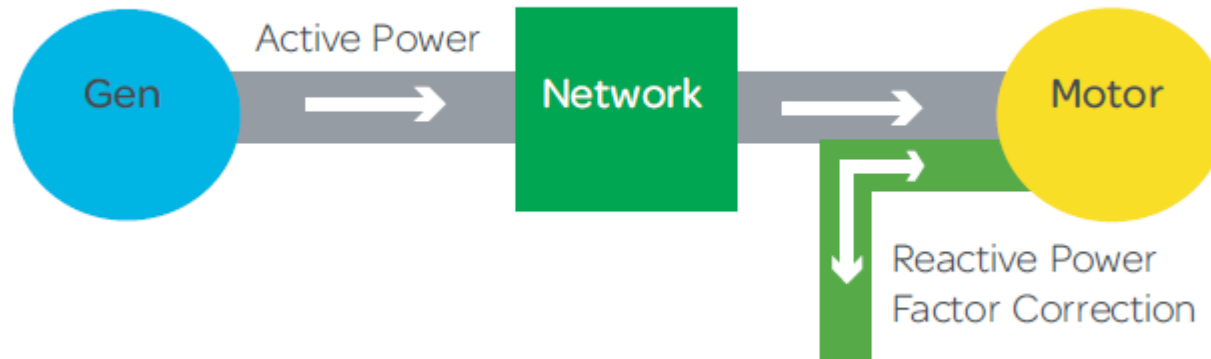 Active Power
Gen
Network
Motor
Reactive Power
Factor Correction